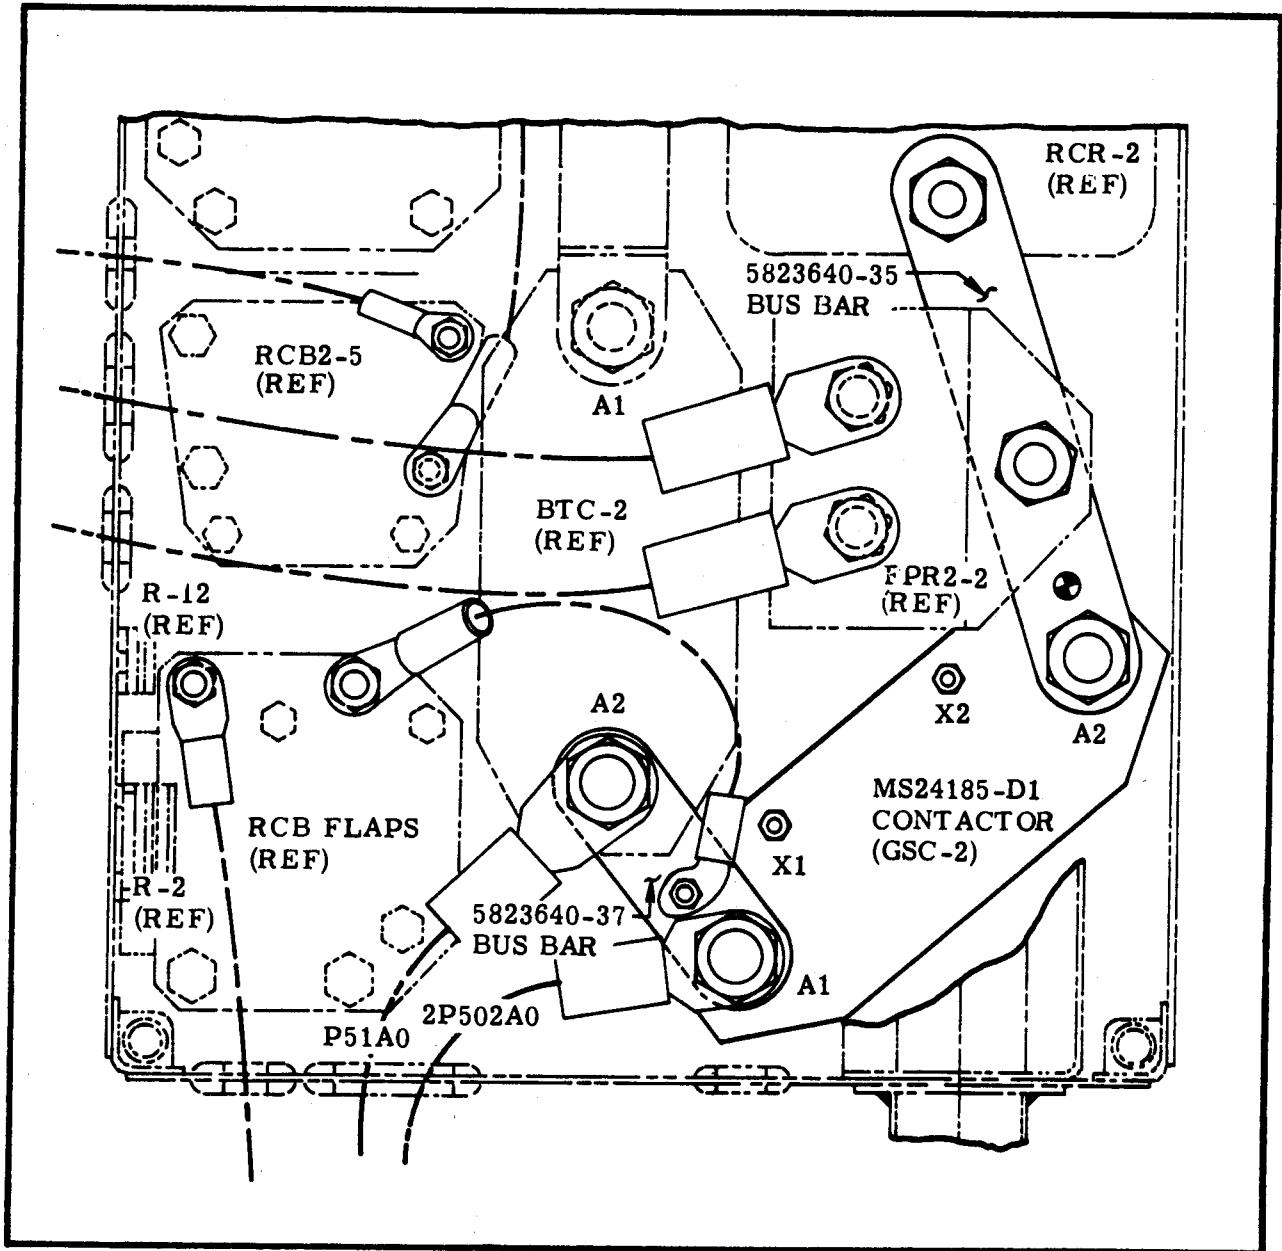 RCR-2
(REF)
5823640-35
BUS BAR
RCB2-5
(REF)
A1
BTC-2
(REF)
FPR2-2
(REF)
R-12
(REF)
X2
A2
A2
MS24185-D1
CONTACTOR
(GSC-2)
RCB FLAPS
(REF)
X1
R-2
(REF)
5823640-37
BUS BAR
A1
2P502A0
P51A0